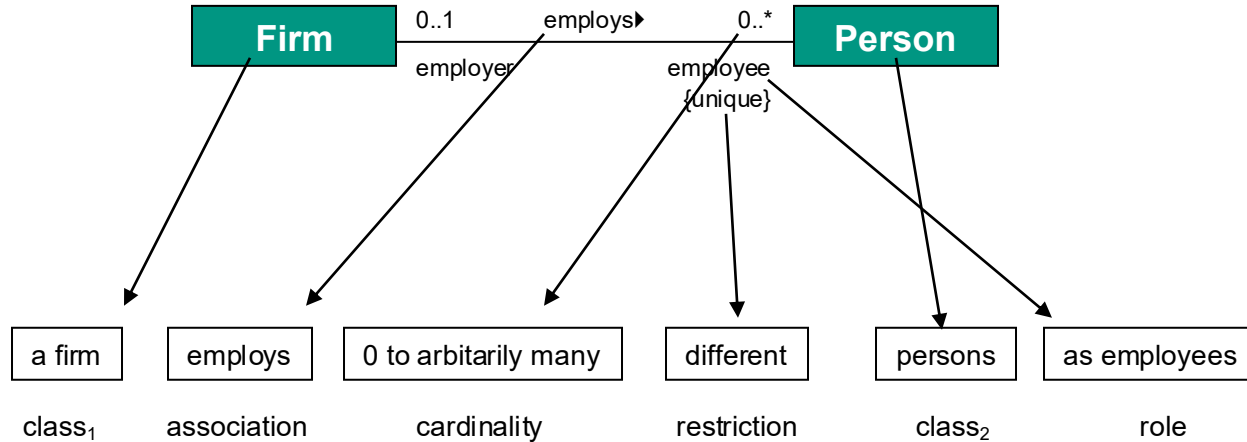 0..1 employs 0..*
Firm Person
employer employee
{unique}
a firm employs 0 to arbitarily many different persons as employees
class₁ association cardinality restriction class₂ role